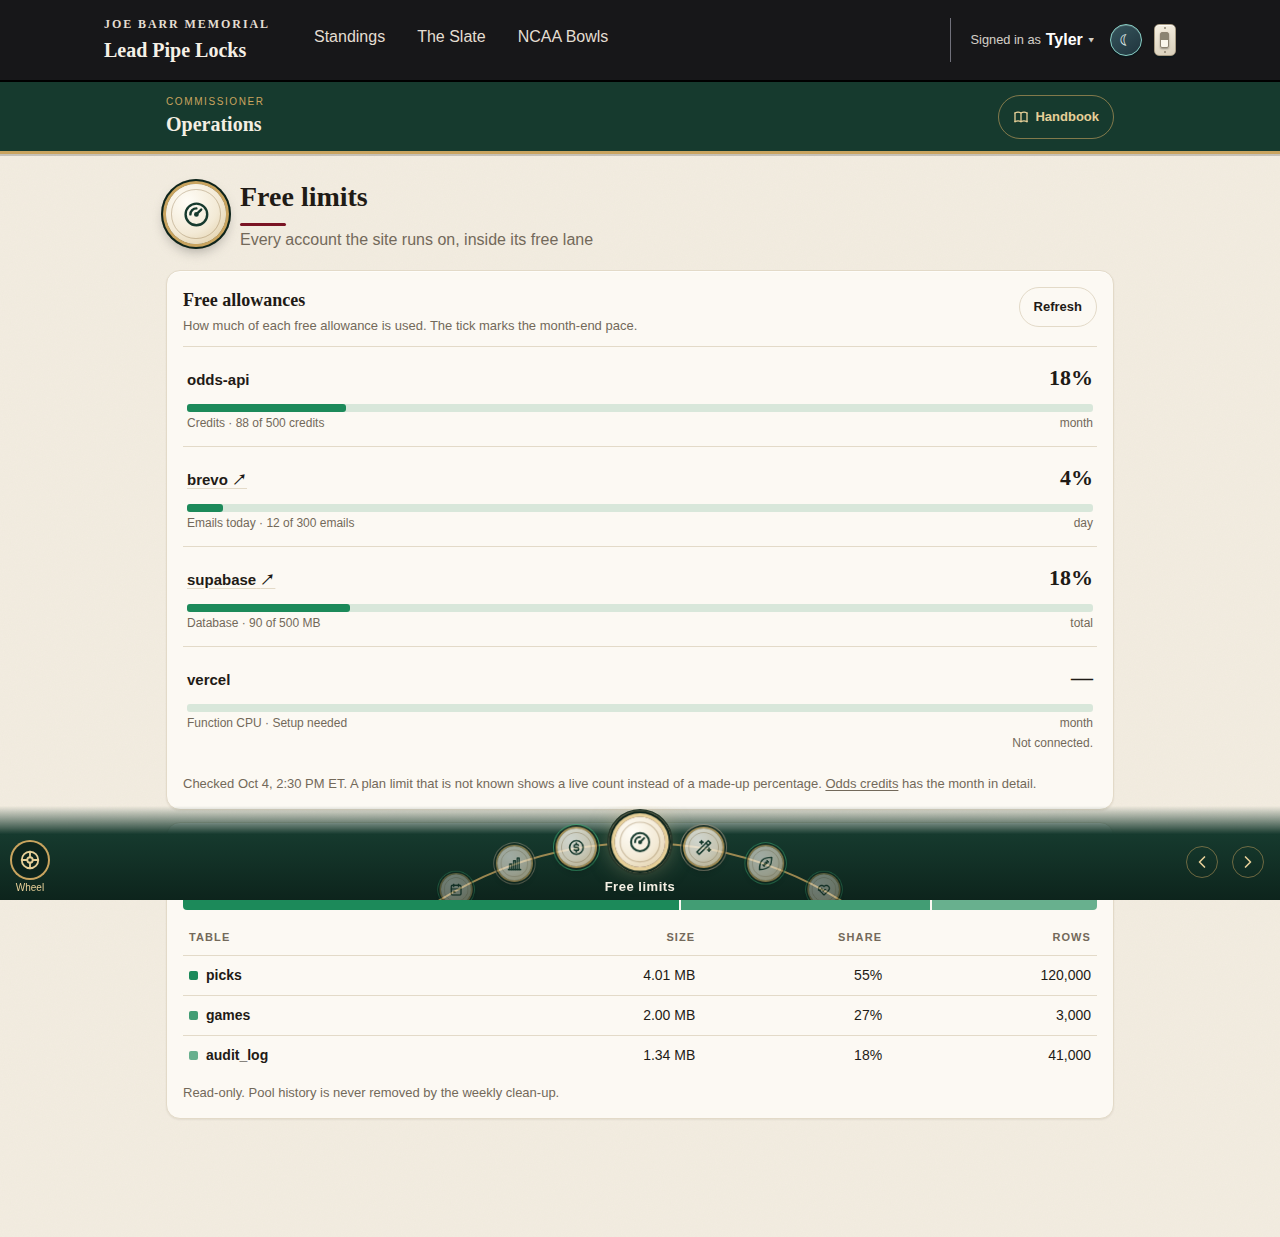 JOE BARR MEMORIAL
Lead Pipe Locks
Standings
The Slate
NCAA Bowls
Signed in as Tyler ▾
COMMISSIONER
Operations
Handbook
Free limits
Every account the site runs on, inside its free lane
Free allowances
Refresh
How much of each free allowance is used. The tick marks the month-end pace.
odds-api
18%
Credits · 88 of 500 credits
month
brevo ↗
4%
Emails today · 12 of 300 emails
day
supabase ↗
18%
Database · 90 of 500 MB
total
vercel
—
Function CPU · Setup needed
month
Not connected.
Checked Oct 4, 2:30 PM ET. A plan limit that is not known shows a live count instead of a made-up percentage. Odds credits has the month in detail.
Wheel
Free limits
TABLE SIZE SHARE ROWS
picks 4.01 MB 55% 120,000
games 2.00 MB 27% 3,000
audit_log 1.34 MB 18% 41,000
Read-only. Pool history is never removed by the weekly clean-up.